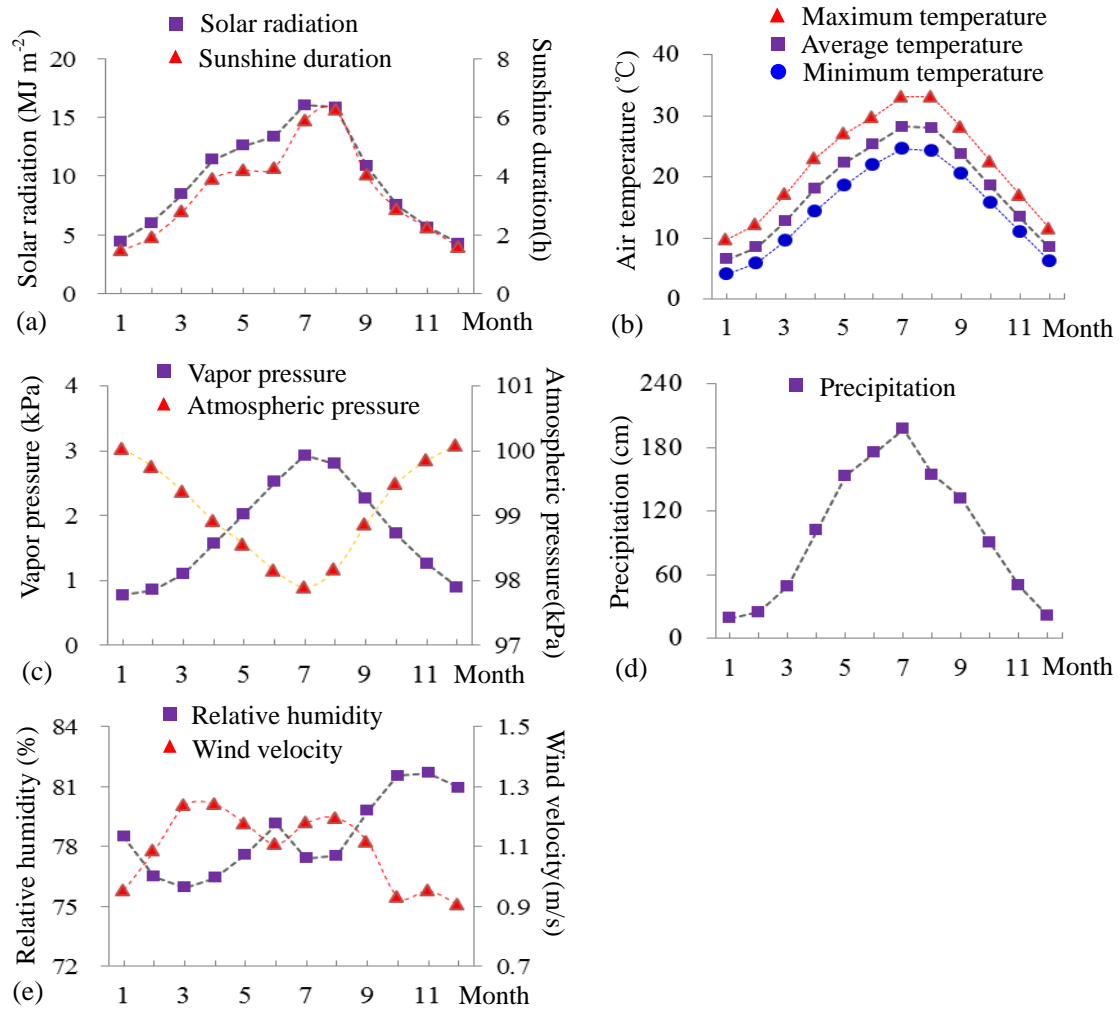 Solar radiation
Sunshine duration
Solar radiation (MJ m⁻²)
20
15
10
5
0
8
6
4
2
0
Sunshine duration(h)
1 3 5 7 9 11 Month
(a)
Maximum temperature
Average temperature
Minimum temperature
Air temperature (℃)
40
30
20
10
0
1 3 5 7 9 11 Month
(b)
Vapor pressure
Atmospheric pressure
Vapor pressure (kPa)
4
3
2
1
0
101
100
99
98
97
Atmospheric pressure(kPa)
1 3 5 7 9 11 Month
(c)
Precipitation
Precipitation (cm)
240
180
120
60
0
1 3 5 7 9 11 Month
(d)
Relative humidity
Wind velocity
Relative humidity (%)
84
81
78
75
72
1.5
1.3
1.1
0.9
0.7
Wind velocity(m/s)
1 3 5 7 9 11 Month
(e)